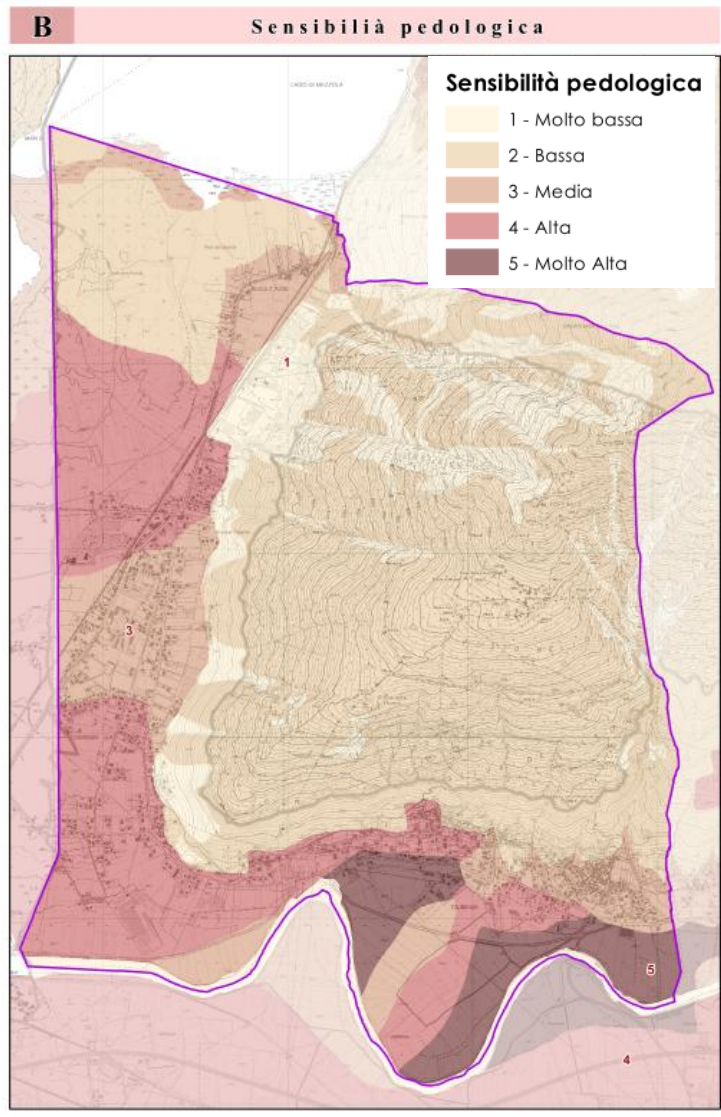 B
Sensibilià pedologica
Sensibilità pedologica
1 - Molto bassa
2 - Bassa
3 - Media
4 - Alta
5 - Molto Alta
1
3
5
4